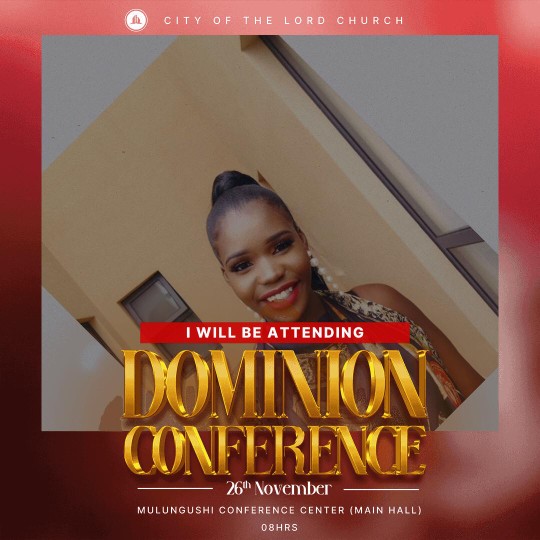 CITY OF THE LORD CHURCH
I WILL BE ATTENDING
DOMINION
CONFERENCE
26th November
MULUNGUSHI CONFERENCE CENTER (MAIN HALL)
08HRS